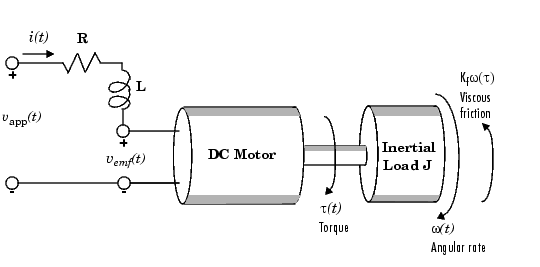 i(t)
R
+
L
v_app(t)
+
v_emf(t)
-
-
DC Motor
τ(t)
Torque
Inertial
Load J
K_f ω(τ)
Viscous
friction
ω(t)
Angular rate